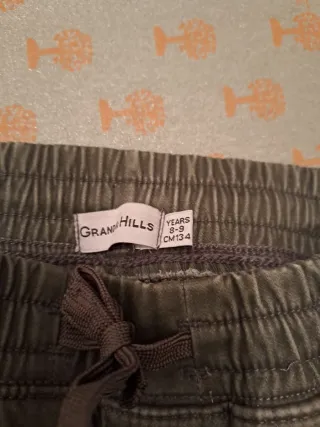 GRAND HILLS
YEARS
8-9
CM134